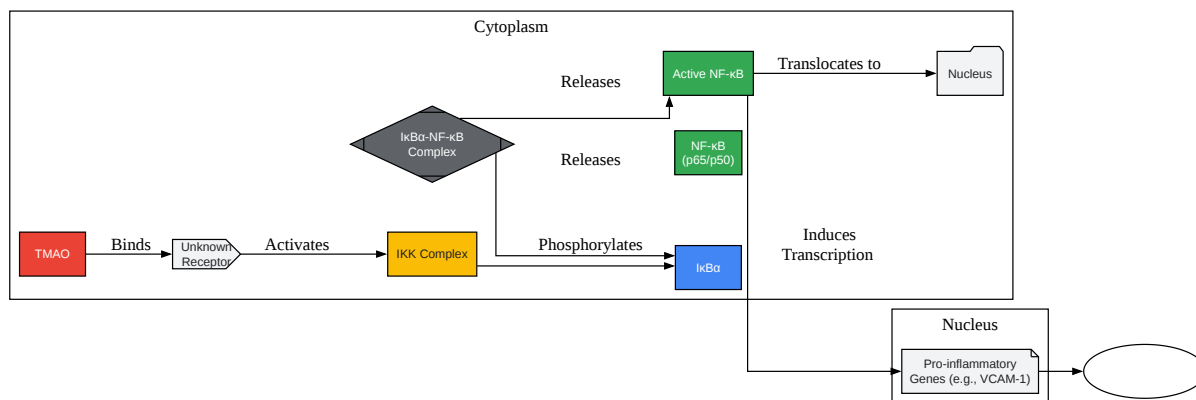 Cytoplasm
Releases
Active NF-κB
Translocates to
Nucleus
IκBα-NF-κB
Complex
Releases
NF-κB
(p65/p50)
TMAO
Binds
Unknown
Receptor
Activates
IKK Complex
Phosphorylates
IκBα
Induces
Transcription
Nucleus
Pro-inflammatory
Genes (e.g., VCAM-1)